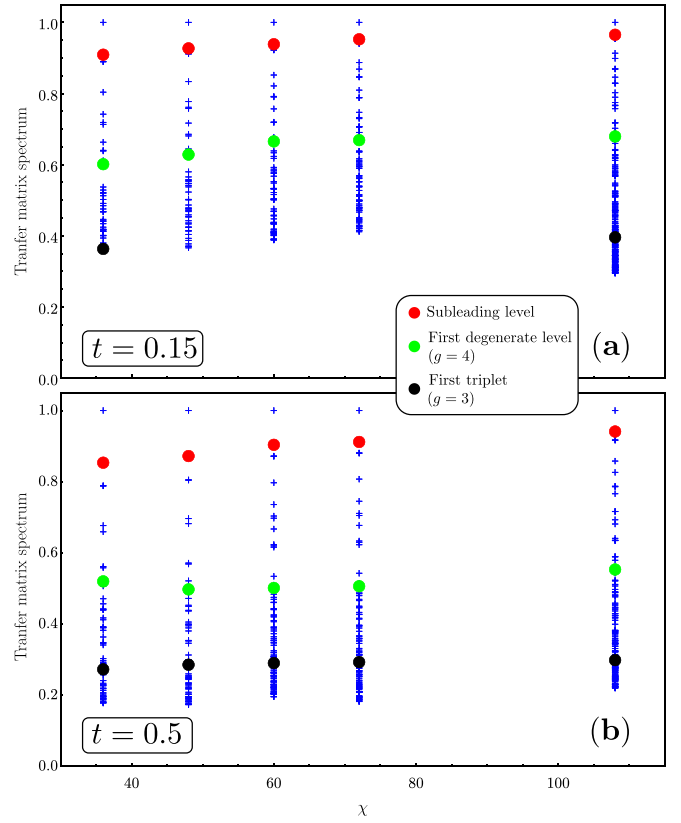 1.0
0.8
0.6
0.4
0.2
0.0
Tranfer matrix spectrum
t = 0.15
(a)
Subleading level
First degenerate level
(g = 4)
First triplet
(g = 3)
1.0
0.8
0.6
0.4
0.2
0.0
Tranfer matrix spectrum
t = 0.5
(b)
40 60 80 100
χ